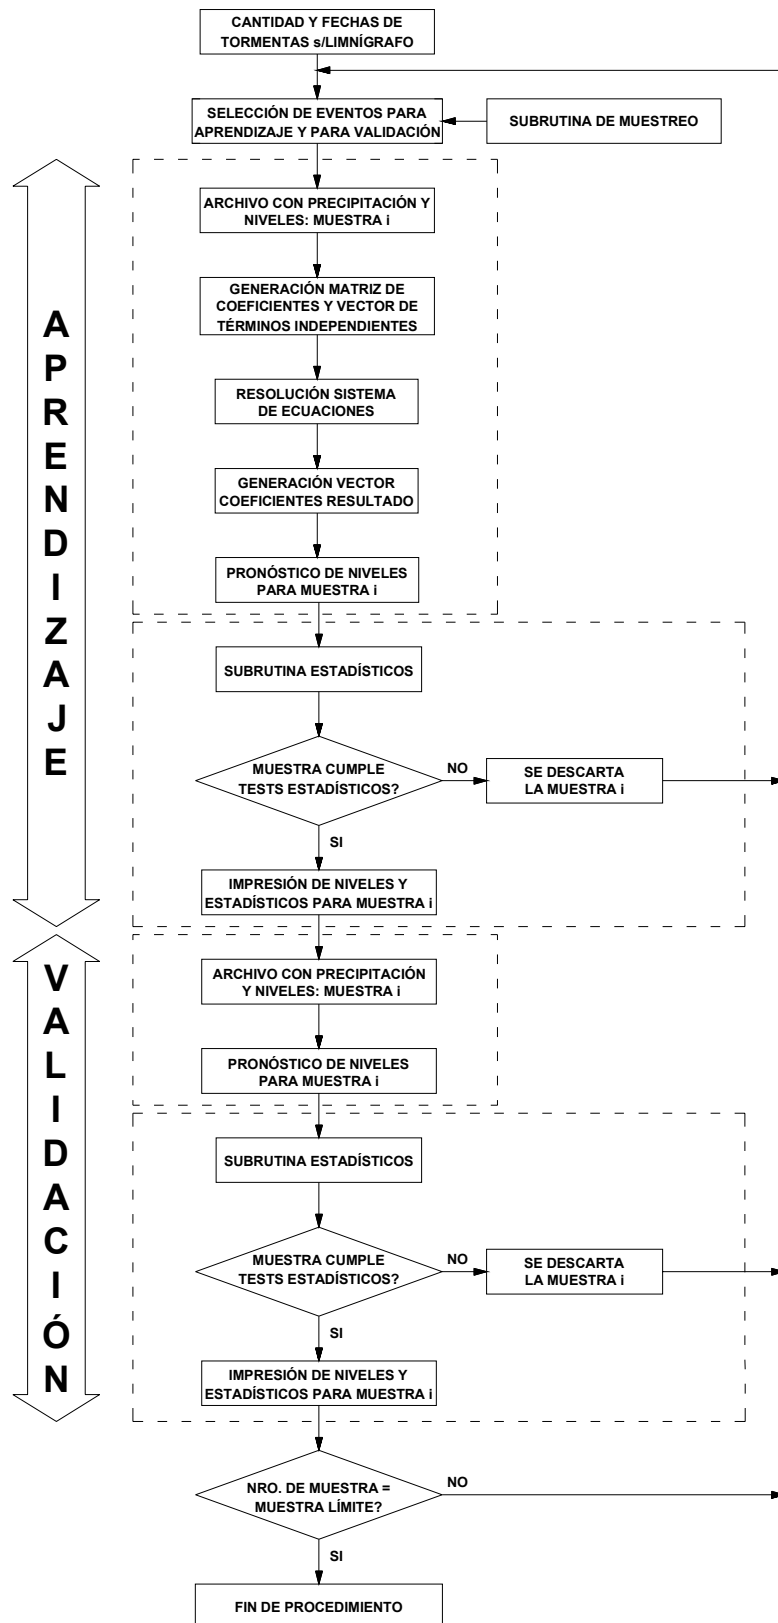 CANTIDAD Y FECHAS DE
TORMENTAS s/LIMNÍGRAFO
SELECCIÓN DE EVENTOS PARA
APRENDIZAJE Y PARA VALIDACIÓN
SUBRUTINA DE MUESTREO
APRENDIZAJE
ARCHIVO CON PRECIPITACIÓN Y
NIVELES: MUESTRA i
GENERACIÓN MATRIZ DE
COEFICIENTES Y VECTOR DE
TÉRMINOS INDEPENDIENTES
RESOLUCIÓN SISTEMA
DE ECUACIONES
GENERACIÓN VECTOR
COEFICIENTES RESULTADO
PRONÓSTICO DE NIVELES
PARA MUESTRA i
SUBRUTINA ESTADÍSTICOS
MUESTRA CUMPLE
TESTS ESTADÍSTICOS?
NO
SE DESCARTA
LA MUESTRA i
SI
IMPRESIÓN DE NIVELES Y
ESTADÍSTICOS PARA MUESTRA i
VALIDACIÓN
ARCHIVO CON PRECIPITACIÓN
Y NIVELES: MUESTRA i
PRONÓSTICO DE NIVELES
PARA MUESTRA i
SUBRUTINA ESTADÍSTICOS
MUESTRA CUMPLE
TESTS ESTADÍSTICOS?
NO
SE DESCARTA
LA MUESTRA i
SI
IMPRESIÓN DE NIVELES Y
ESTADÍSTICOS PARA MUESTRA i
NRO. DE MUESTRA =
MUESTRA LÍMITE?
NO
SI
FIN DE PROCEDIMIENTO